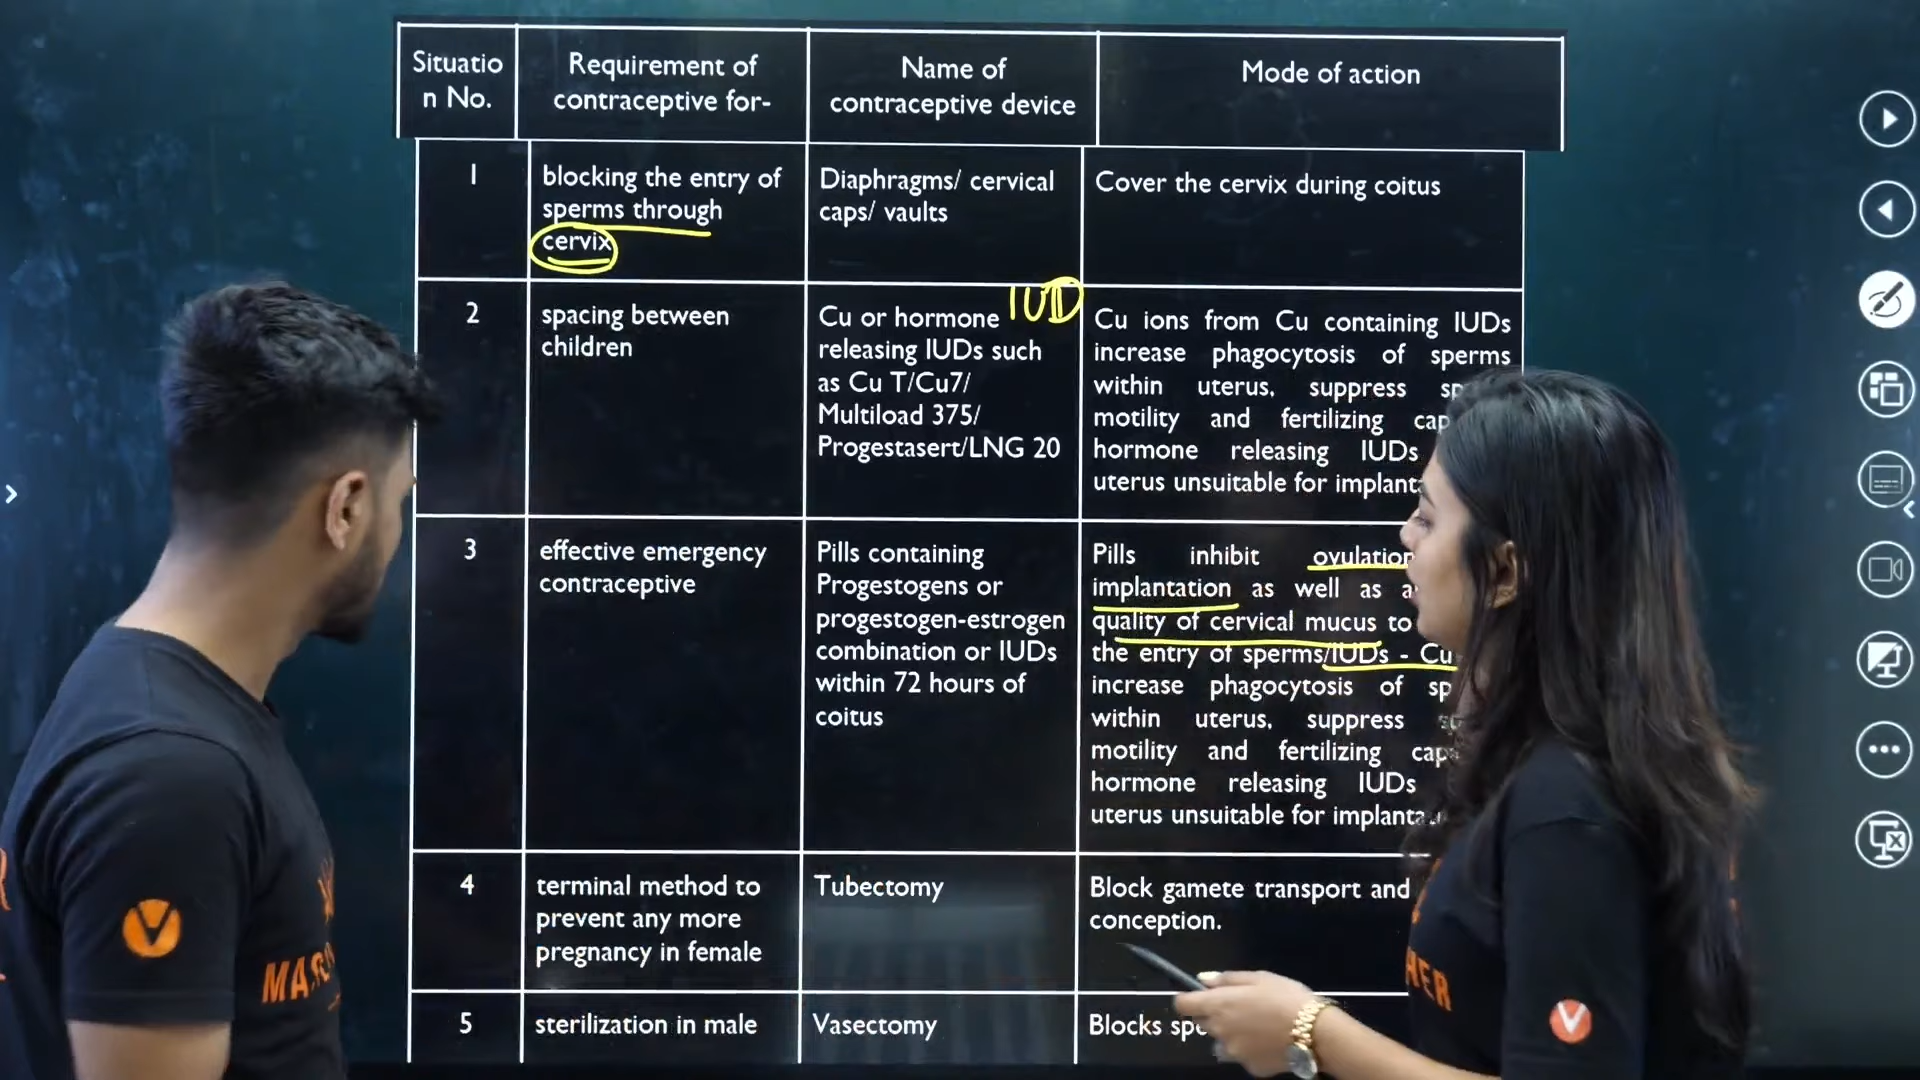 Situatio
n No.
Requirement of
contraceptive for-
Name of
contraceptive device
Mode of action
1
blocking the entry of
sperms through
cervix
Diaphragms/ cervical
caps/ vaults
Cover the cervix during coitus
2
spacing between
children
IUD
Cu or hormone
releasing IUDs such
as Cu T/Cu7/
Multiload 375/
Progestasert/LNG 20
Cu ions from Cu containing IUDs
increase phagocytosis of sperms
within uterus, suppress
motility and fertilizing
hormone releasing IUDs
uterus unsuitable for
3
effective emergency
contraceptive
Pills containing
Progestogens or
progestogen-estrogen
combination or IUDs
within 72 hours of
coitus
Pills inhibit ovulation
implantation as well as
quality of cervical mucus to
the entry of sperms/IUDs - Cu
increase phagocytosis of
within uterus, suppress
motility and fertilizing
hormone releasing IUDs
uterus unsuitable for
4
terminal method to
prevent any more
pregnancy in female
Tubectomy
Block gamete transport and
conception.
5
sterilization in male
Vasectomy
Blocks